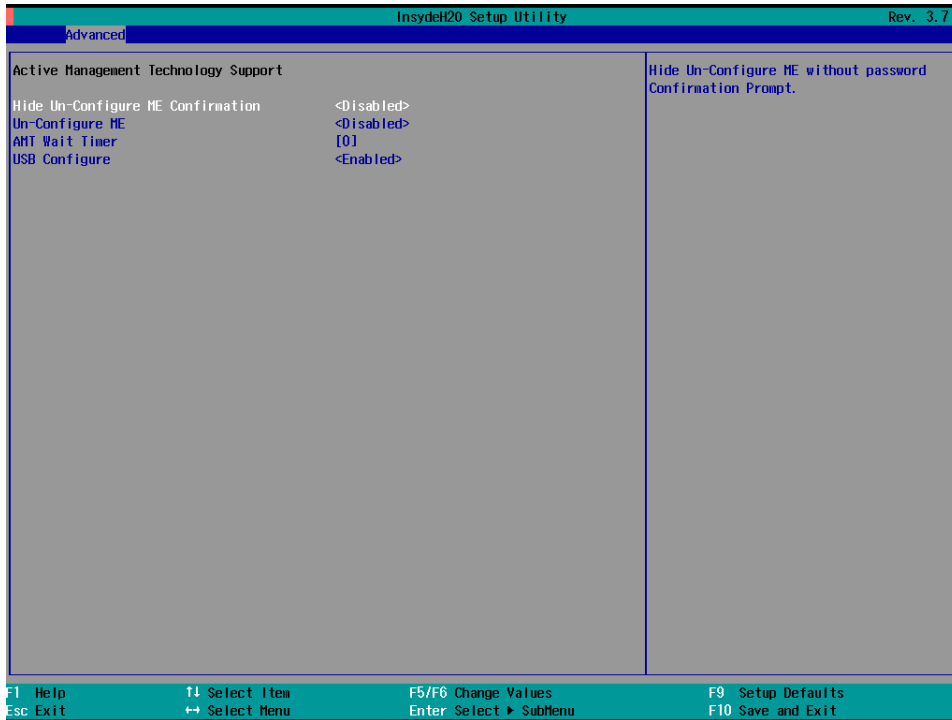 InsydeH20 Setup Utility Rev. 3.7
Advanced
Active Management Technology Support
Hide Un-Configure ME Confirmation <Disabled>
Un-Configure ME <Disabled>
AMT Wait Timer [0]
USB Configure <Enabled>
Hide Un-Configure ME without password
Confirmation Prompt.
F1 Help ↑↓ Select Item F5/F6 Change Values F9 Setup Defaults
Esc Exit ↔ Select Menu Enter Select ▶ SubMenu F10 Save and Exit